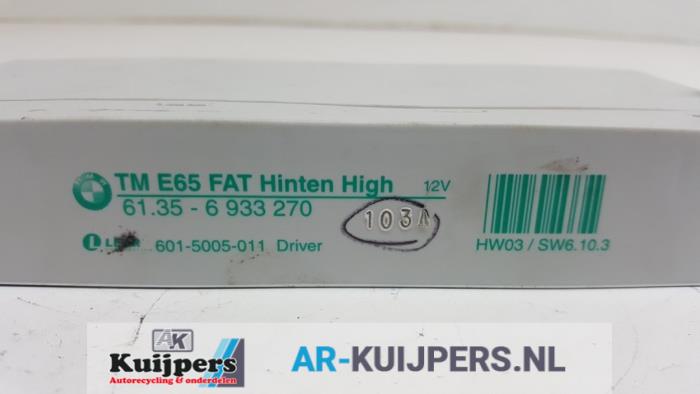 TM E65 FAT Hinten High 12V
61.35 - 6 933 270
103A
601-5005-011 Driver
HW03 / SW6.10.3
AK
Kuijpers
Autorecycling & onderdelen
AR-KUIJPERS.NL